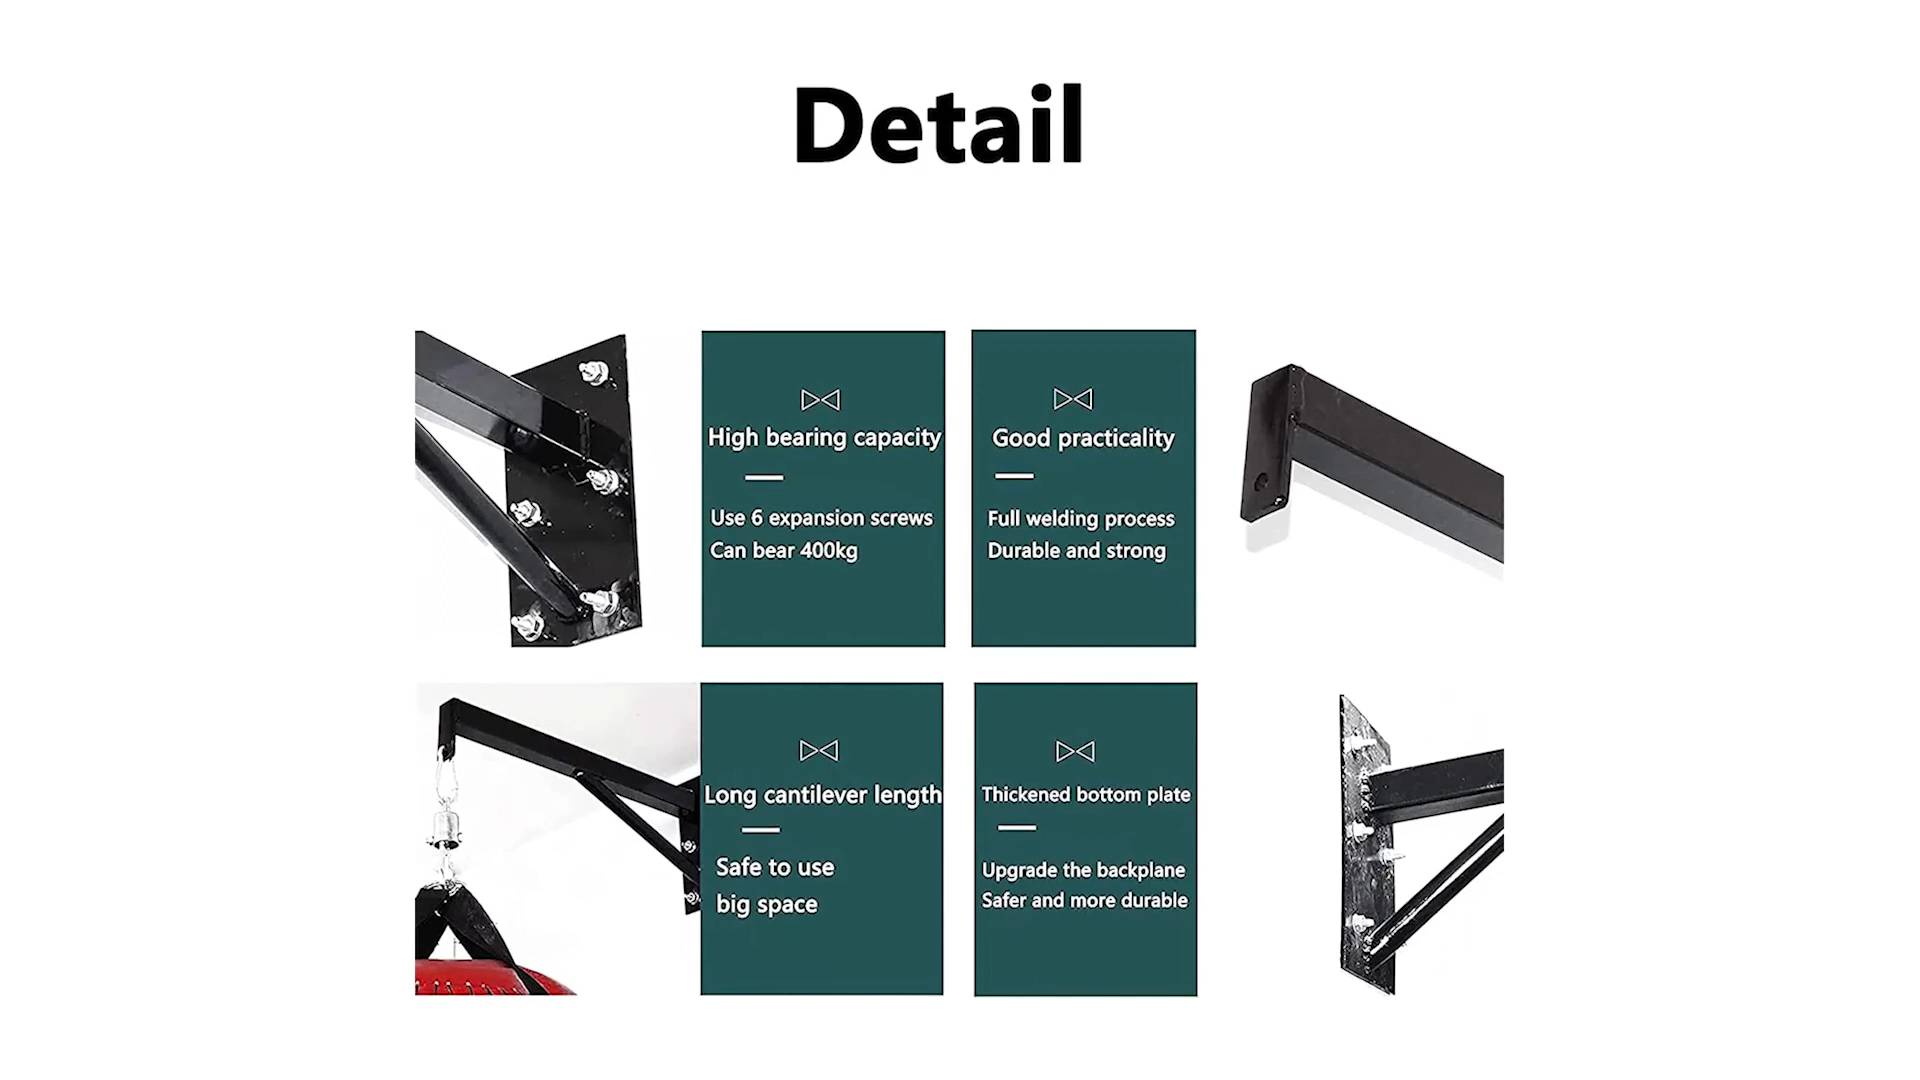 Detail
High bearing capacity
Use 6 expansion screws
Can bear 400kg
Good practicality
Full welding process
Durable and strong
Long cantilever length
Safe to use
big space
Thickened bottom plate
Upgrade the backplane
Safer and more durable